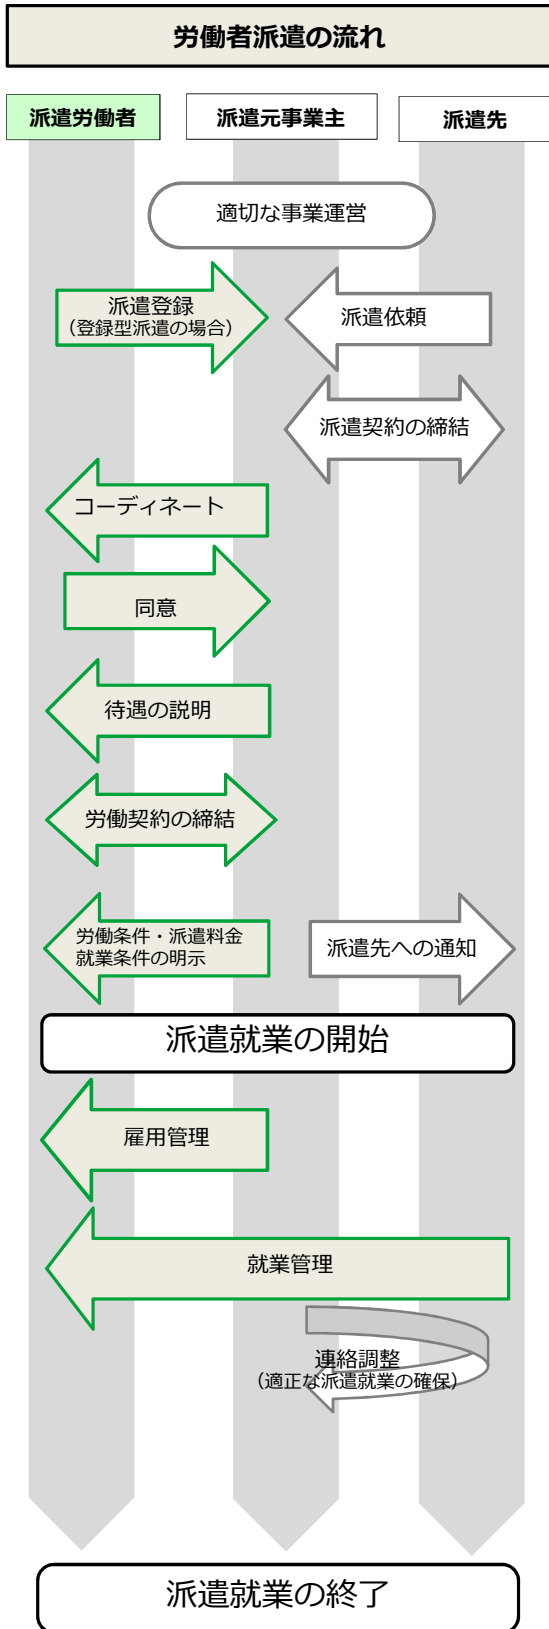 労働者派遣の流れ
派遣労働者
派遣元事業主
派遣先
適切な事業運営
派遣登録
（登録型派遣の場合）
派遣依頼
派遣契約の締結
コーディネート
同意
待遇の説明
労働契約の締結
労働条件・派遣料金
就業条件の明示
派遣先への通知
派遣就業の開始
雇用管理
就業管理
連絡調整
（適正な派遣就業の確保）
派遣就業の終了